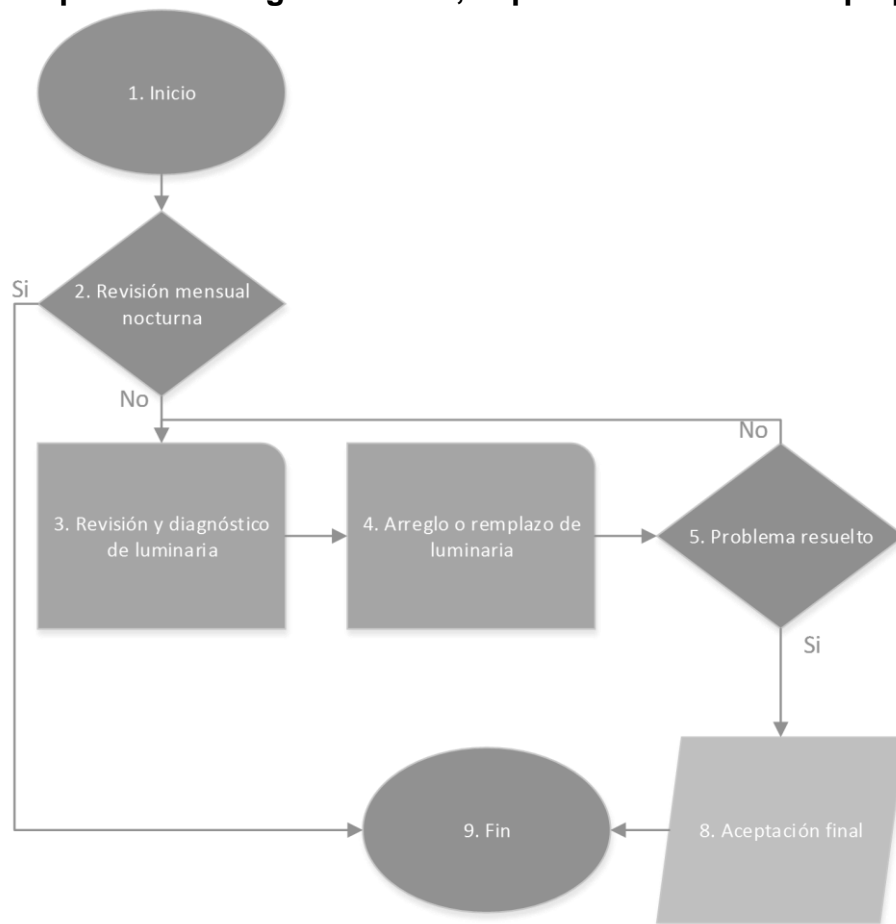 1. Inicio
Si
2. Revisión mensual
nocturna
No
No
3. Revisión y diagnóstico
de luminaria
4. Arreglo o remplazo de
luminaria
5. Problema resuelto
Si
9. Fin
8. Aceptación final